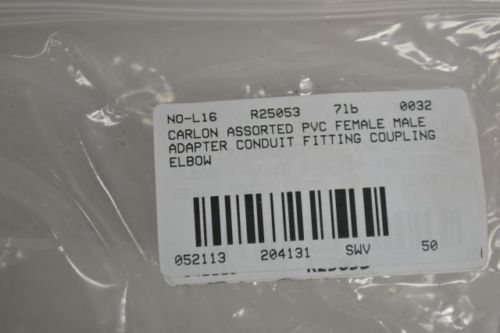 NO-L16 R25053 7lb 0032
CARLON ASSORTED PVC FEMALE MALE
ADAPTER CONDUIT FITTING COUPLING
ELBOW
052113 204131 SWV 50